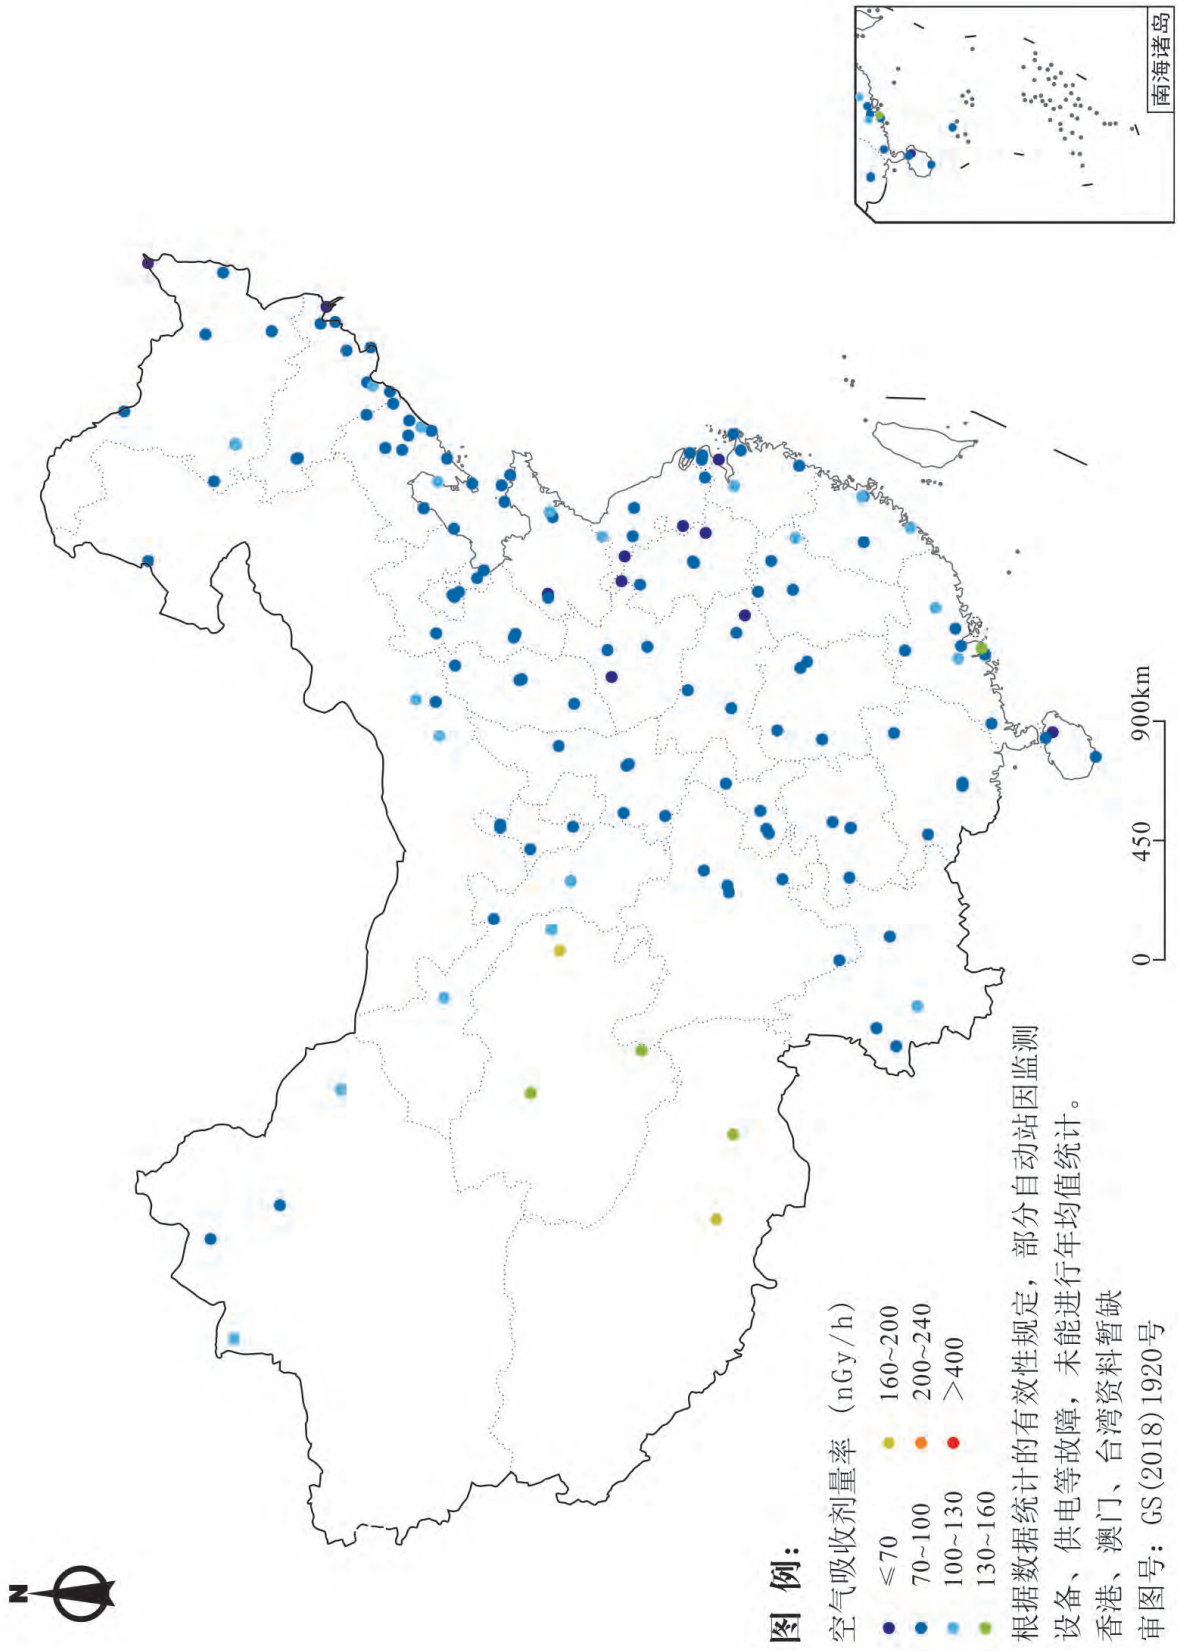 N
南海诸岛
图 例：
空气吸收剂量率 (nGy/h)
≤70
160~200
70~100
200~240
100~130
>400
130~160
0
450
900km
根据数据统计的有效性规定，部分自动站因监测
设备、供电等故障，未能进行年均值统计。
香港、澳门、台湾资料暂缺
审图号：GS(2018)1920号